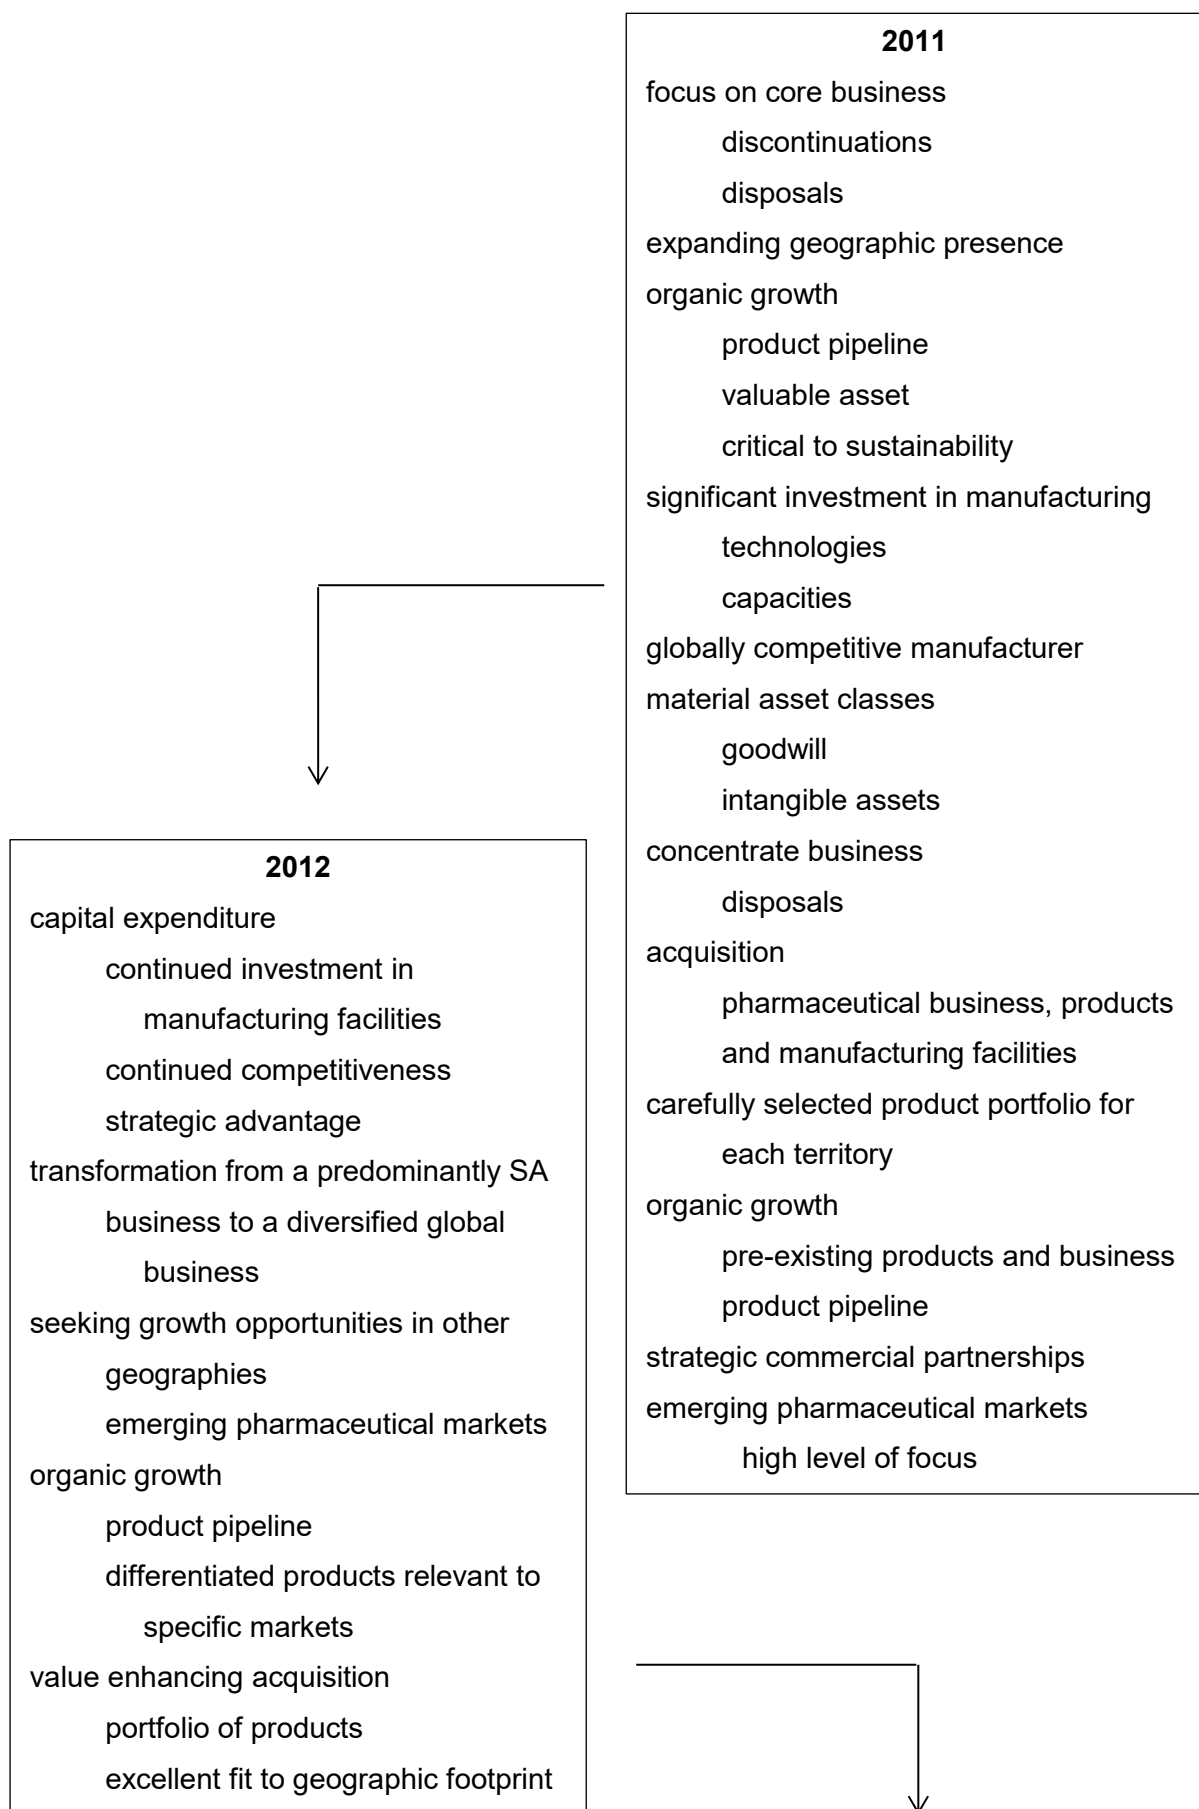 2011
focus on core business
discontinuations
disposals
expanding geographic presence
organic growth
product pipeline
valuable asset
critical to sustainability
significant investment in manufacturing
technologies
capacities
globally competitive manufacturer
material asset classes
goodwill
intangible assets
concentrate business
disposals
acquisition
pharmaceutical business, products
and manufacturing facilities
carefully selected product portfolio for
each territory
organic growth
pre-existing products and business
product pipeline
strategic commercial partnerships
emerging pharmaceutical markets
high level of focus
2012
capital expenditure
continued investment in
manufacturing facilities
continued competitiveness
strategic advantage
transformation from a predominantly SA
business to a diversified global
business
seeking growth opportunities in other
geographies
emerging pharmaceutical markets
organic growth
product pipeline
differentiated products relevant to
specific markets
value enhancing acquisition
portfolio of products
excellent fit to geographic footprint